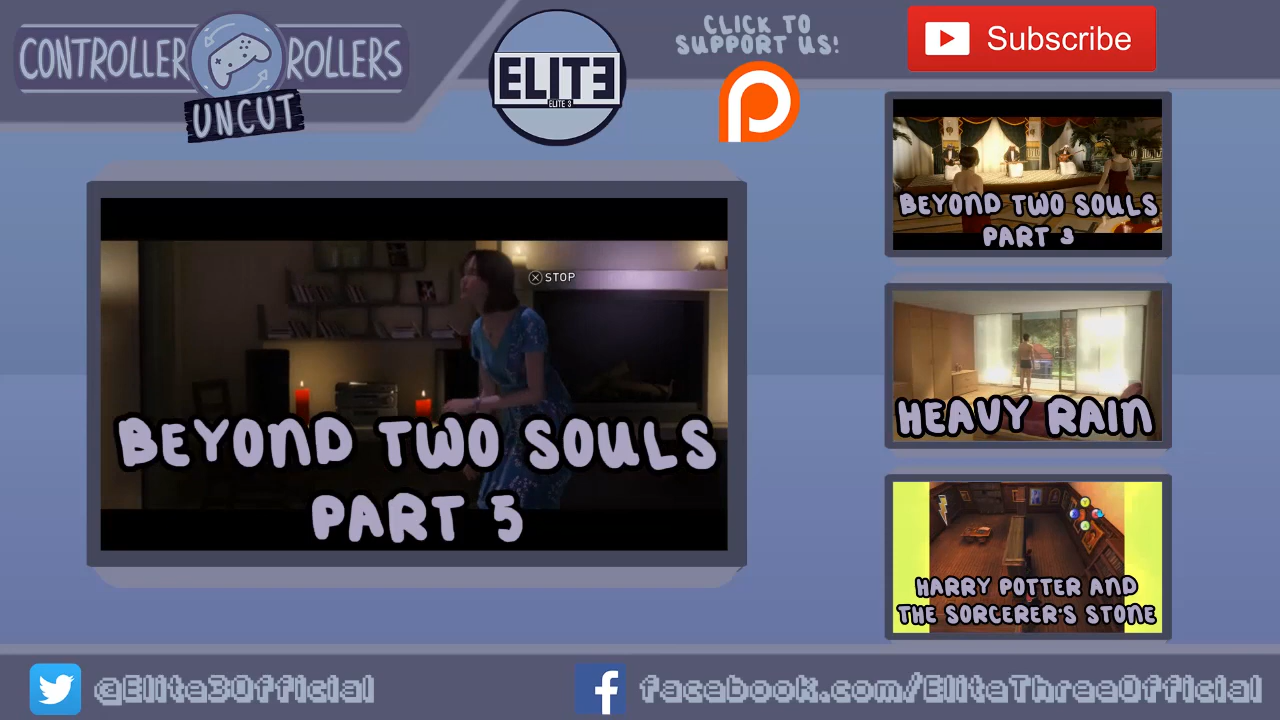 CONTROLLER ROLLERS
UNCUT
ELITE
ELITE 3
CLICK TO
SUPPORT US!
Subscribe
STOP
BEYOND TWO SOULS
PART 5
BEYOND TWO SOULS
PART 3
HEAVY RAIN
HARRY POTTER AND
THE SORCERER'S STONE
@Elite3Official
facebook.com/EliteThreeOfficial